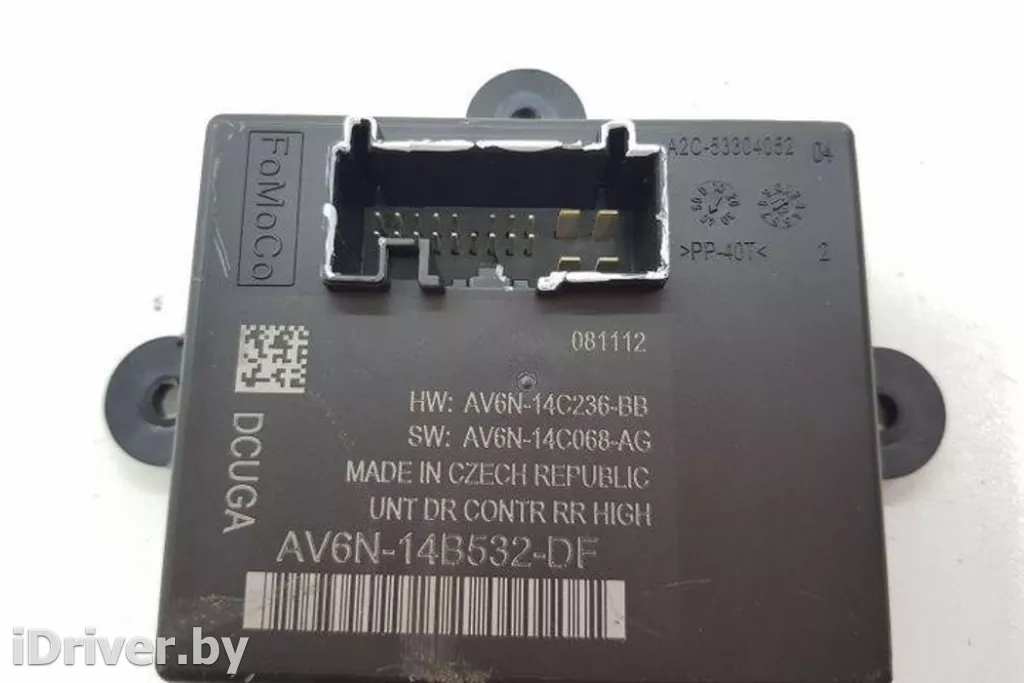 FoMoCo
A2C-53304052 04
>PP-40T< 2
081112
HW: AV6N-14C236-BB
SW: AV6N-14C068-AG
MADE IN CZECH REPUBLIC
UNT DR CONTR RR HIGH
DCUGA
AV6N-14B532-DF
iDriver.by